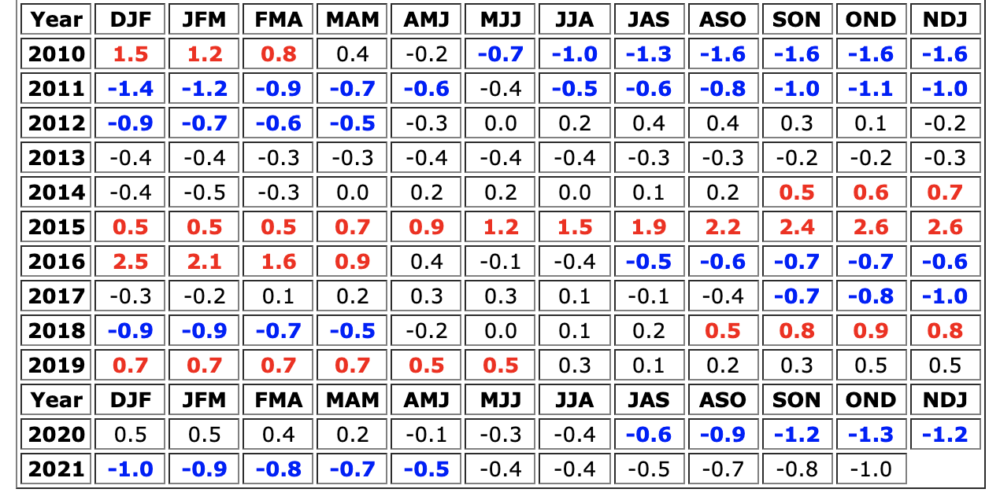 Year DJF JFM FMA MAM AMJ MJJ JJA JAS ASO SON OND NDJ
2010 1.5 1.2 0.8 0.4 -0.2 -0.7 -1.0 -1.3 -1.6 -1.6 -1.6 -1.6
2011 -1.4 -1.2 -0.9 -0.7 -0.6 -0.4 -0.5 -0.6 -0.8 -1.0 -1.1 -1.0
2012 -0.9 -0.7 -0.6 -0.5 -0.3 0.0 0.2 0.4 0.4 0.3 0.1 -0.2
2013 -0.4 -0.4 -0.3 -0.3 -0.4 -0.4 -0.4 -0.3 -0.3 -0.2 -0.2 -0.3
2014 -0.4 -0.5 -0.3 0.0 0.2 0.2 0.0 0.1 0.2 0.5 0.6 0.7
2015 0.5 0.5 0.5 0.7 0.9 1.2 1.5 1.9 2.2 2.4 2.6 2.6
2016 2.5 2.1 1.6 0.9 0.4 -0.1 -0.4 -0.5 -0.6 -0.7 -0.7 -0.6
2017 -0.3 -0.2 0.1 0.2 0.3 0.3 0.1 -0.1 -0.4 -0.7 -0.8 -1.0
2018 -0.9 -0.9 -0.7 -0.5 -0.2 0.0 0.1 0.2 0.5 0.8 0.9 0.8
2019 0.7 0.7 0.7 0.7 0.5 0.5 0.3 0.1 0.2 0.3 0.5 0.5
Year DJF JFM FMA MAM AMJ MJJ JJA JAS ASO SON OND NDJ
2020 0.5 0.5 0.4 0.2 -0.1 -0.3 -0.4 -0.6 -0.9 -1.2 -1.3 -1.2
2021 -1.0 -0.9 -0.8 -0.7 -0.5 -0.4 -0.4 -0.5 -0.7 -0.8 -1.0